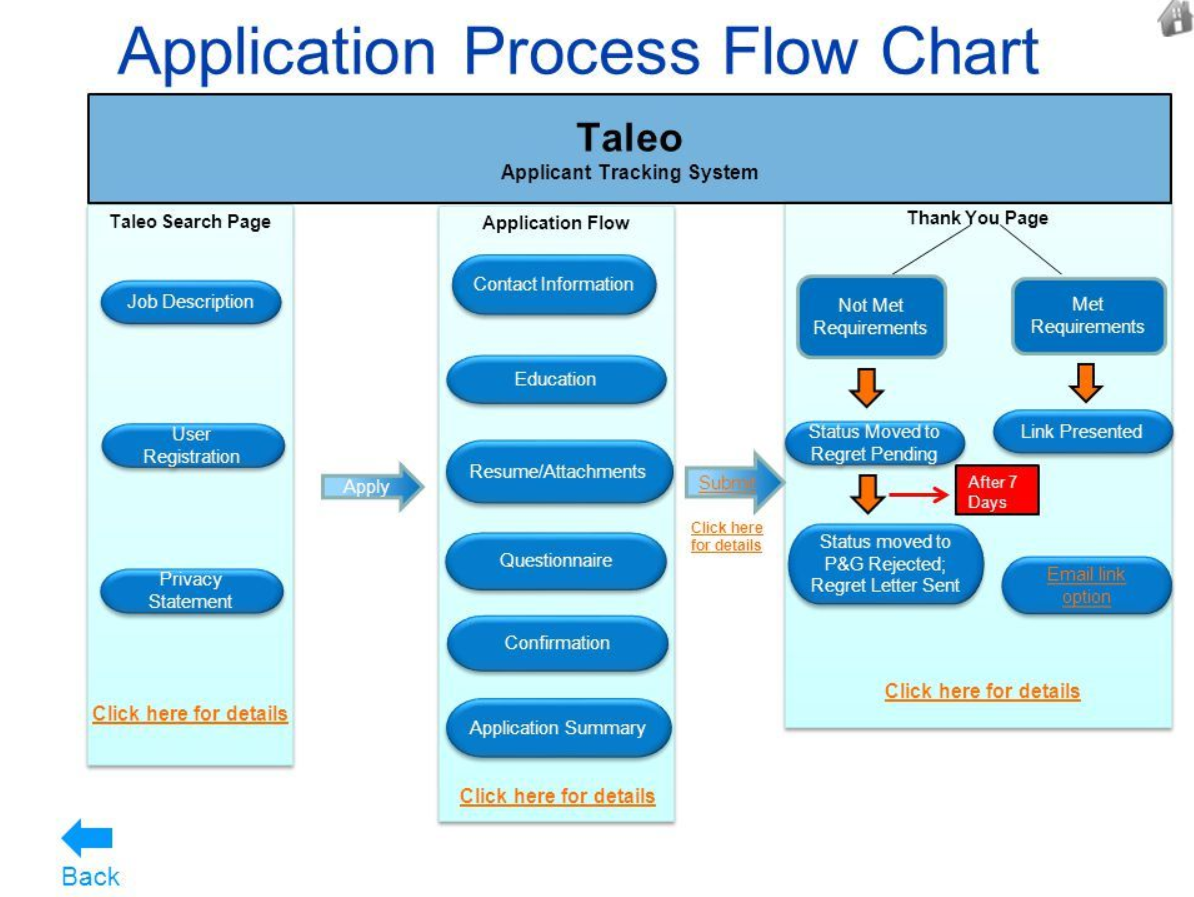 Application Process Flow Chart
Taleo
Applicant Tracking System
Taleo Search Page
Job Description
User
Registration
Privacy
Statement
Click here for details
Apply
Application Flow
Contact Information
Education
Resume/Attachments
Questionnaire
Confirmation
Application Summary
Click here for details
Submit
Click here
for details
Thank You Page
Not Met
Requirements
Met
Requirements
Status Moved to
Regret Pending
Link Presented
After 7
Days
Status moved to
P&G Rejected;
Regret Letter Sent
Email link
option
Click here for details
Back